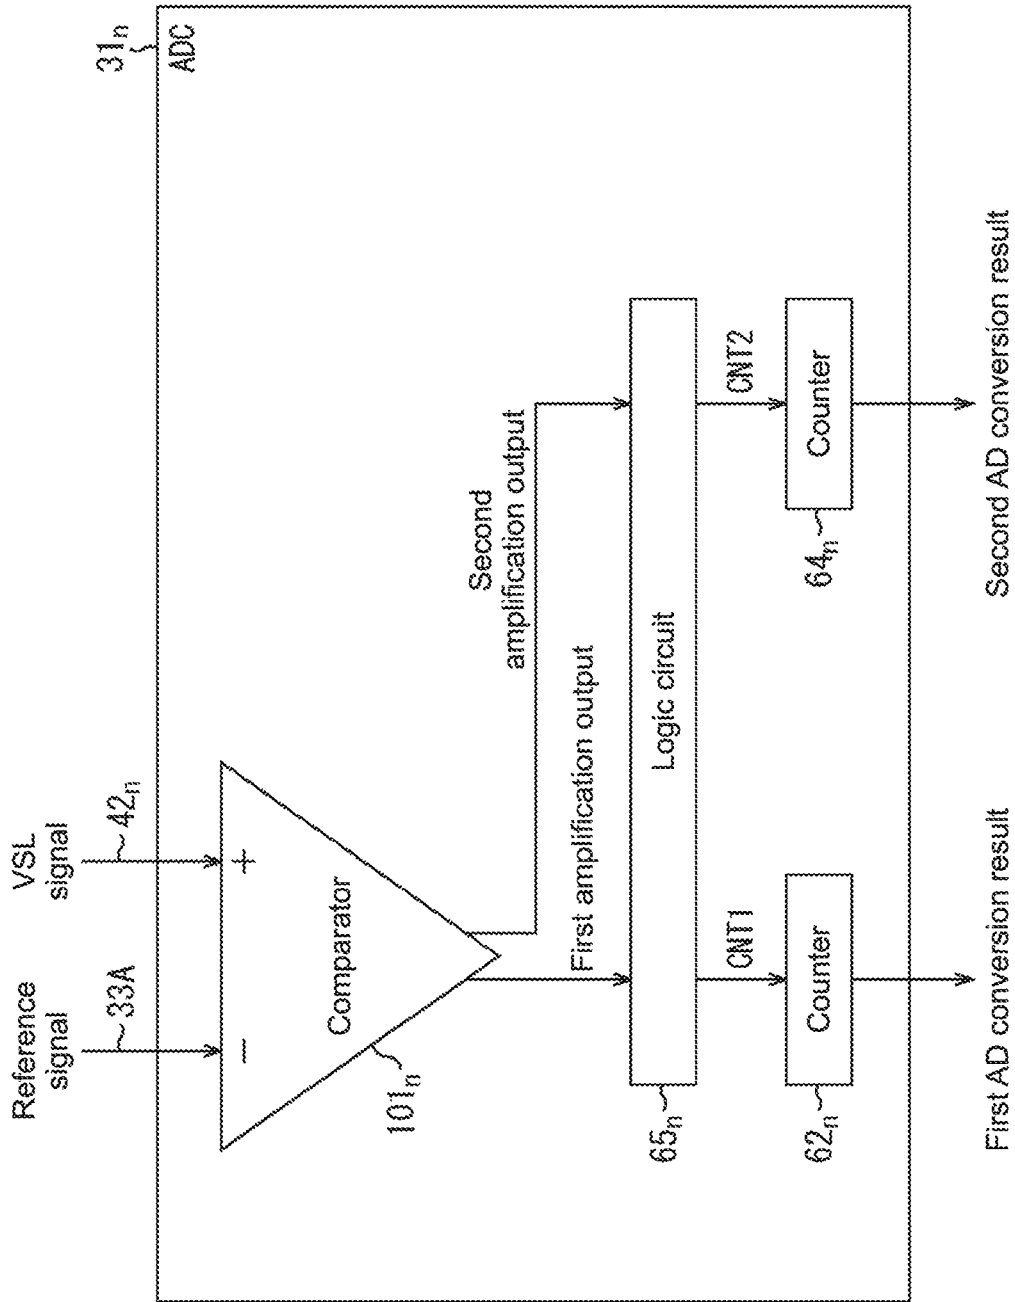 31n
ADC
Reference
signal
33A
VSL
signal
42n
−
+
Comparator
101n
First amplification output
Second
amplification output
Logic circuit
65n
CNT1
CNT2
Counter
62n
Counter
64n
First AD conversion result
Second AD conversion result